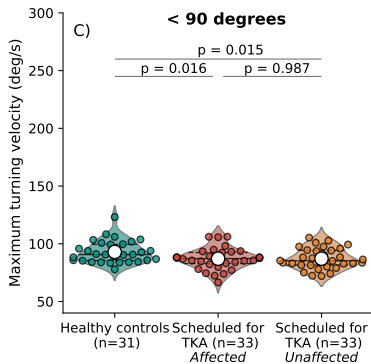 C)
< 90 degrees
p = 0.015
p = 0.016
p = 0.987
Maximum turning velocity (deg/s)
300
250
200
150
100
50
Healthy controls
(n=31)
Scheduled for
TKA (n=33)
Affected
Scheduled for
TKA (n=33)
Unaffected